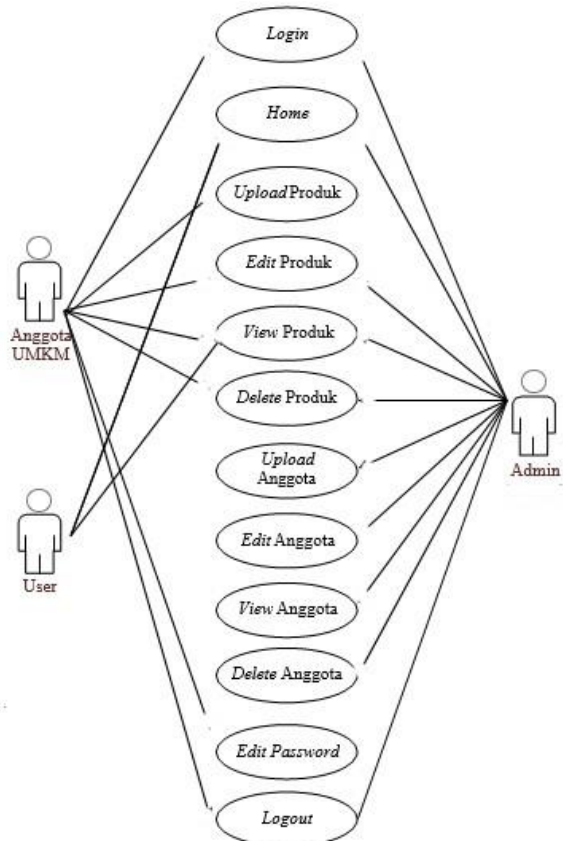 Login
Home
Upload Produk
Edit Produk
View Produk
Anggota
UMKM
Delete Produk
Upload
Anggota
Admin
Edit Anggota
User
View Anggota
Delete Anggota
Edit Password
Logout